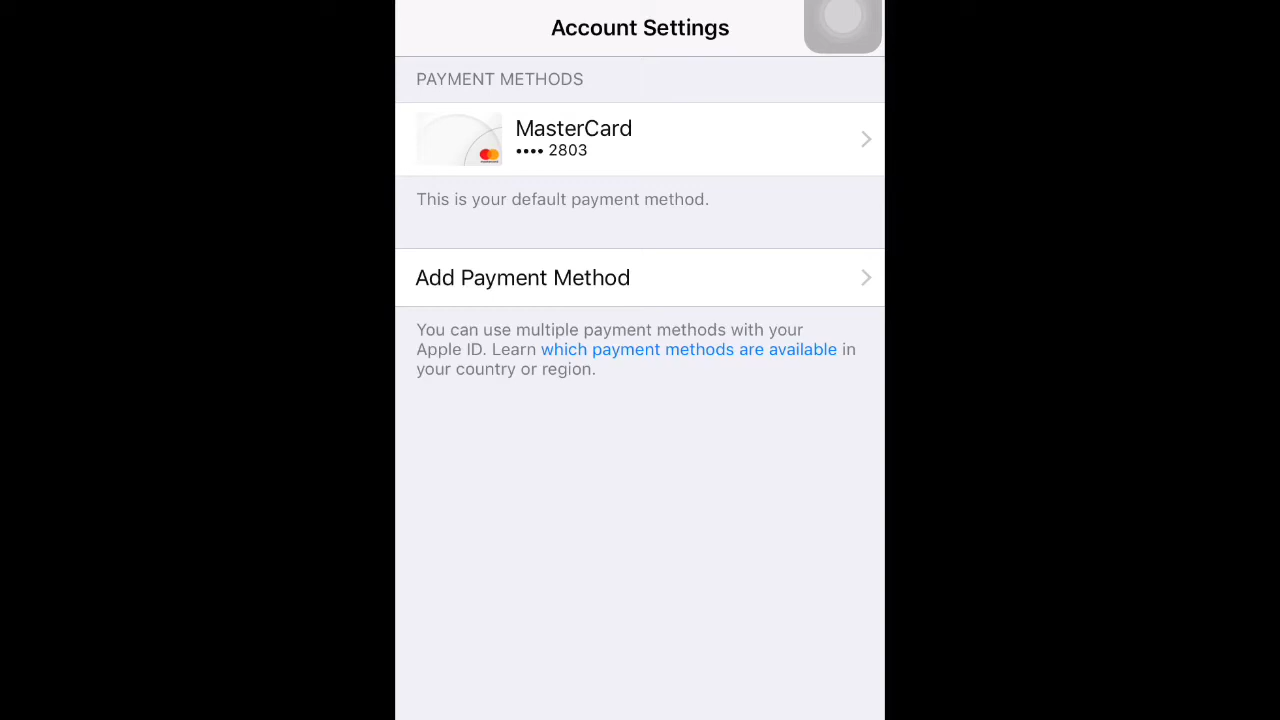 Account Settings
PAYMENT METHODS
MasterCard
•••• 2803
This is your default payment method.
Add Payment Method
You can use multiple payment methods with your
Apple ID. Learn which payment methods are available in
your country or region.